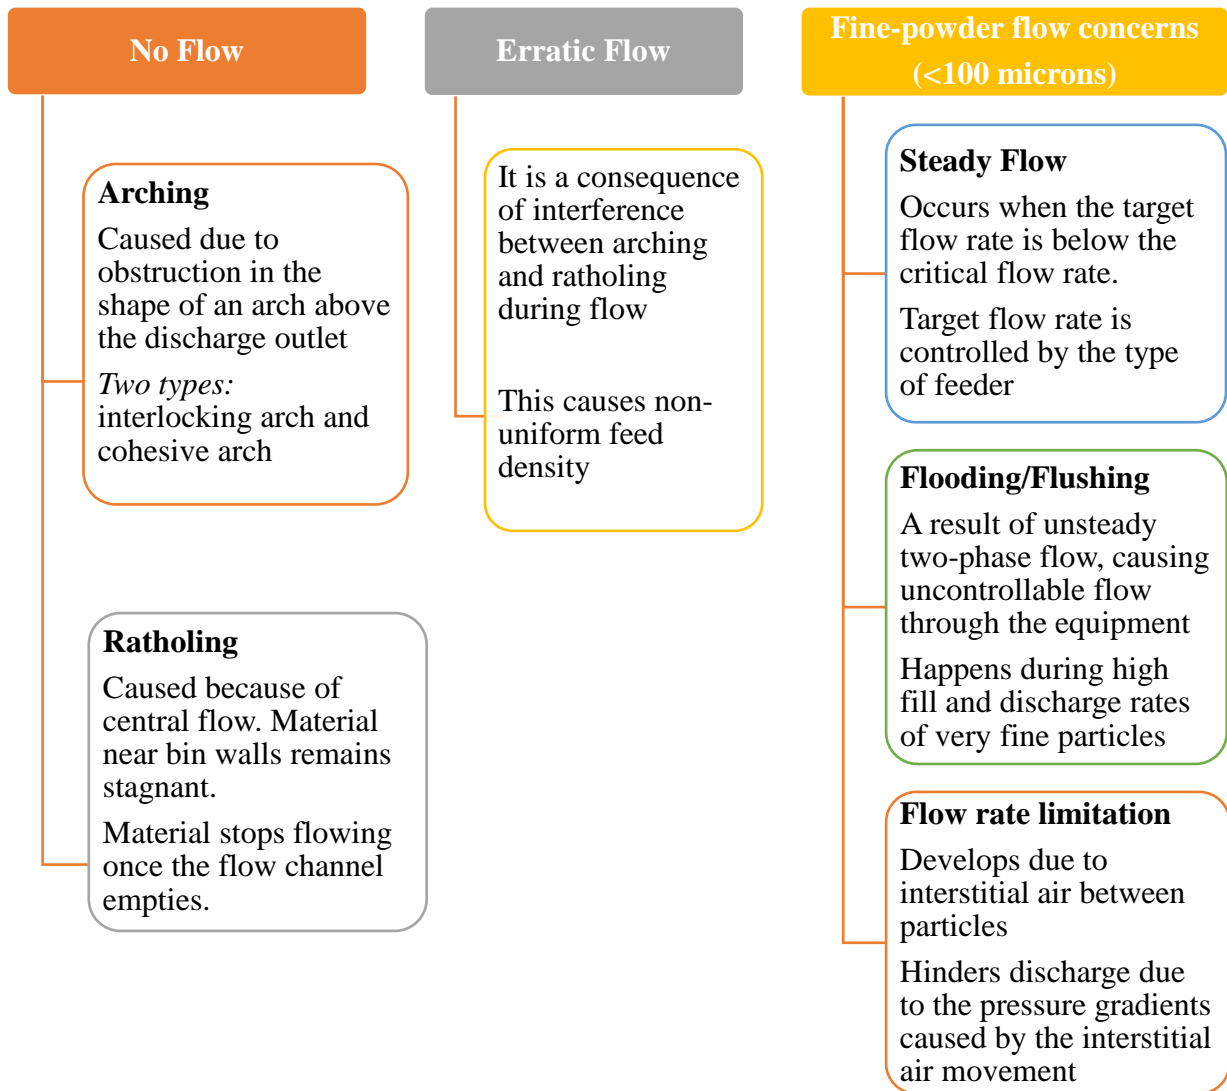 No Flow
Arching
Caused due to
obstruction in the
shape of an arch above
the discharge outlet
Two types:
interlocking arch and
cohesive arch
Ratholing
Caused because of
central flow. Material
near bin walls remains
stagnant.
Material stops flowing
once the flow channel
empties.
Erratic Flow
It is a consequence
of interference
between arching
and ratholing
during flow
This causes non-
uniform feed
density
Fine-powder flow concerns
(<100 microns)
Steady Flow
Occurs when the target
flow rate is below the
critical flow rate.
Target flow rate is
controlled by the type
of feeder
Flooding/Flushing
A result of unsteady
two-phase flow, causing
uncontrollable flow
through the equipment
Happens during high
fill and discharge rates
of very fine particles
Flow rate limitation
Develops due to
interstitial air between
particles
Hinders discharge due
to the pressure gradients
caused by the interstitial
air movement